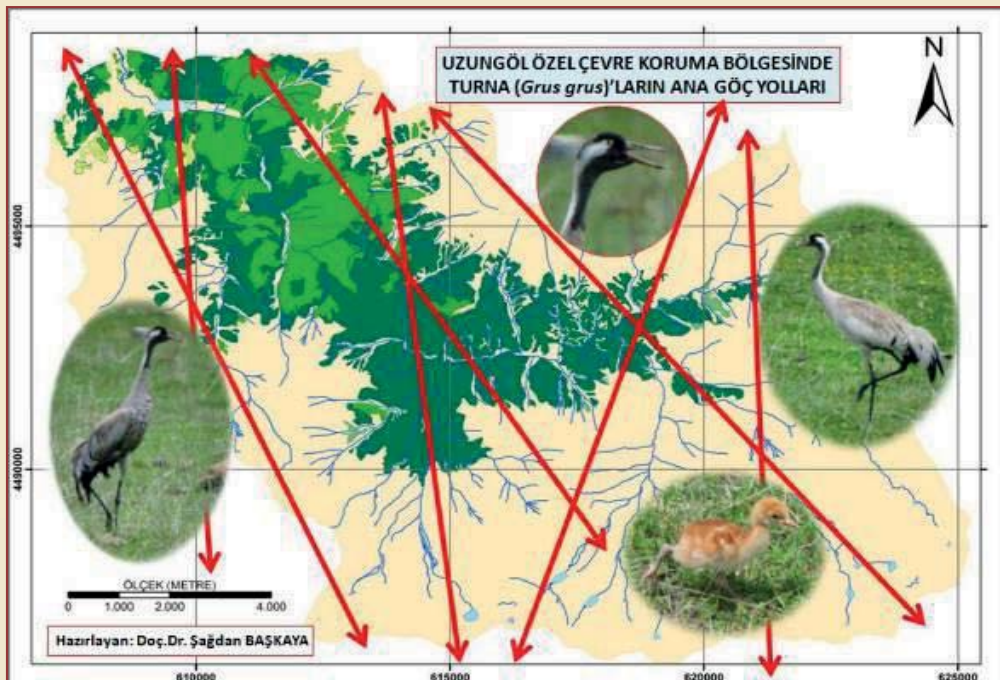 UZUNGÖL ÖZEL ÇEVRE KORUMA BÖLGESİNDE
TURNA (Grus grus)'LARIN ANA GÖÇ YOLLARI
N
4495000
4490000
ÖLÇEK (METRE)
0 1.000 2.000 4.000
Hazırlayan: Doç.Dr. Şağdan BAŞKAYA
610000 615000 620000 625000